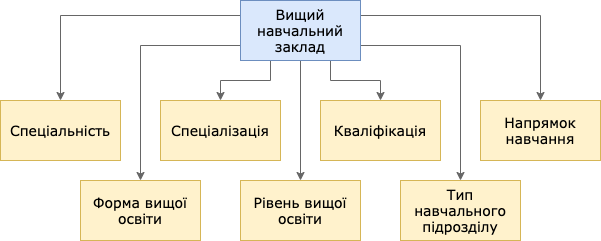 Вищий
навчальний
заклад
Спеціальність
Спеціалізація
Кваліфікація
Напрямок
навчання
Форма вищої
освіти
Рівень вищої
освіти
Тип
навчального
підрозділу